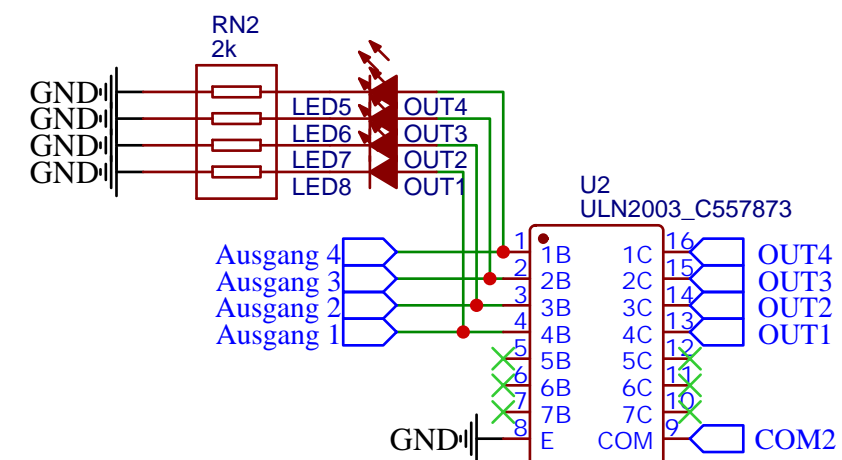 RN2
2k
GND
GND
GND
GND
LED5 OUT4
LED6 OUT3
LED7 OUT2
LED8 OUT1
U2
ULN2003_C557873
Ausgang 4 1 1B 1C 16 OUT4
Ausgang 3 2 2B 2C 15 OUT3
Ausgang 2 3 3B 3C 14 OUT2
Ausgang 1 4 4B 4C 13 OUT1
5 5B 5C 12
6 6B 6C 11
7 7B 7C 10
GND 8 E COM 9 COM2